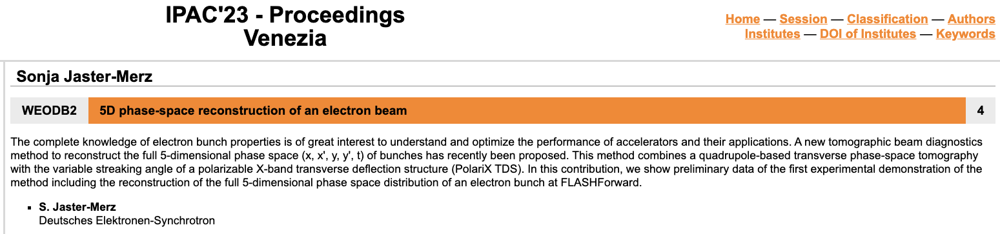 IPAC'23 - Proceedings
Venezia
Home — Session — Classification — Authors
Institutes — DOI of Institutes — Keywords
Sonja Jaster-Merz
WEODB2 5D phase-space reconstruction of an electron beam 4
The complete knowledge of electron bunch properties is of great interest to understand and optimize the performance of accelerators and their applications. A new tomographic beam diagnostics
method to reconstruct the full 5-dimensional phase space (x, x', y, y', t) of bunches has recently been proposed. This method combines a quadrupole-based transverse phase-space tomography
with the variable streaking angle of a polarizable X-band transverse deflection structure (PolariX TDS). In this contribution, we show preliminary data of the first experimental demonstration of the
method including the reconstruction of the full 5-dimensional phase space distribution of an electron bunch at FLASHForward.
▪ S. Jaster-Merz
Deutsches Elektronen-Synchrotron